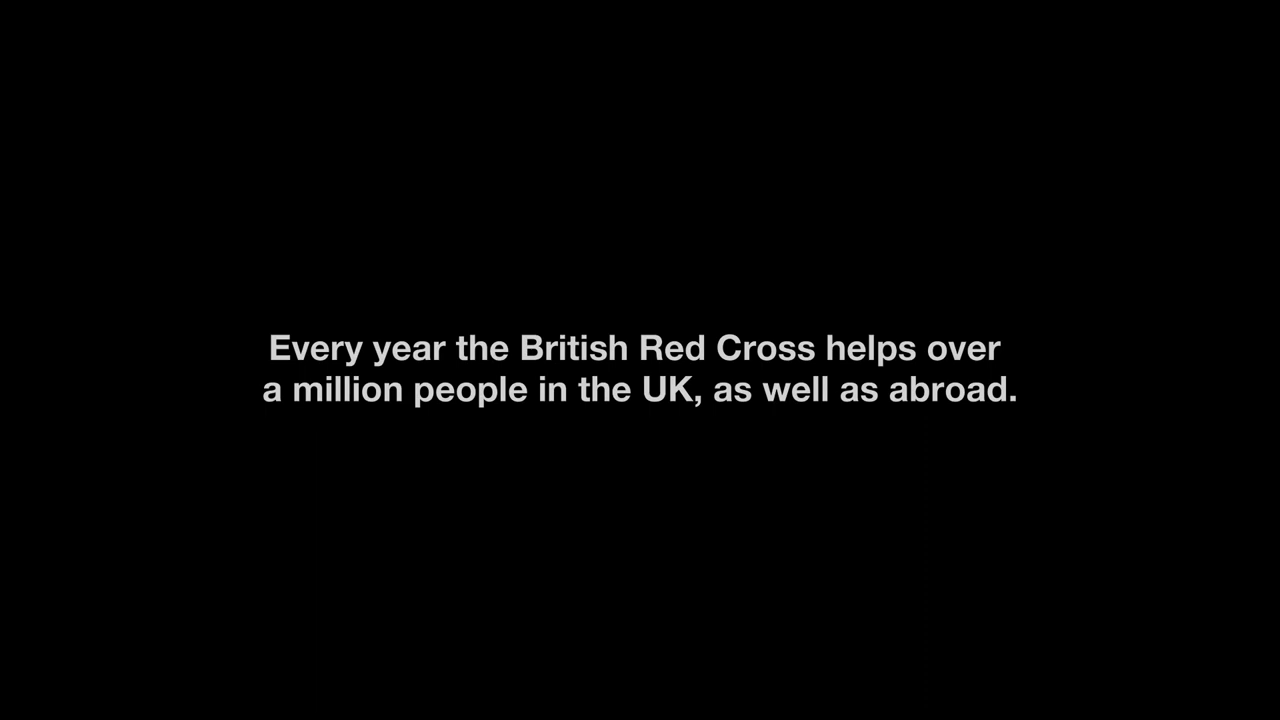 Every year the British Red Cross helps over
a million people in the UK, as well as abroad.